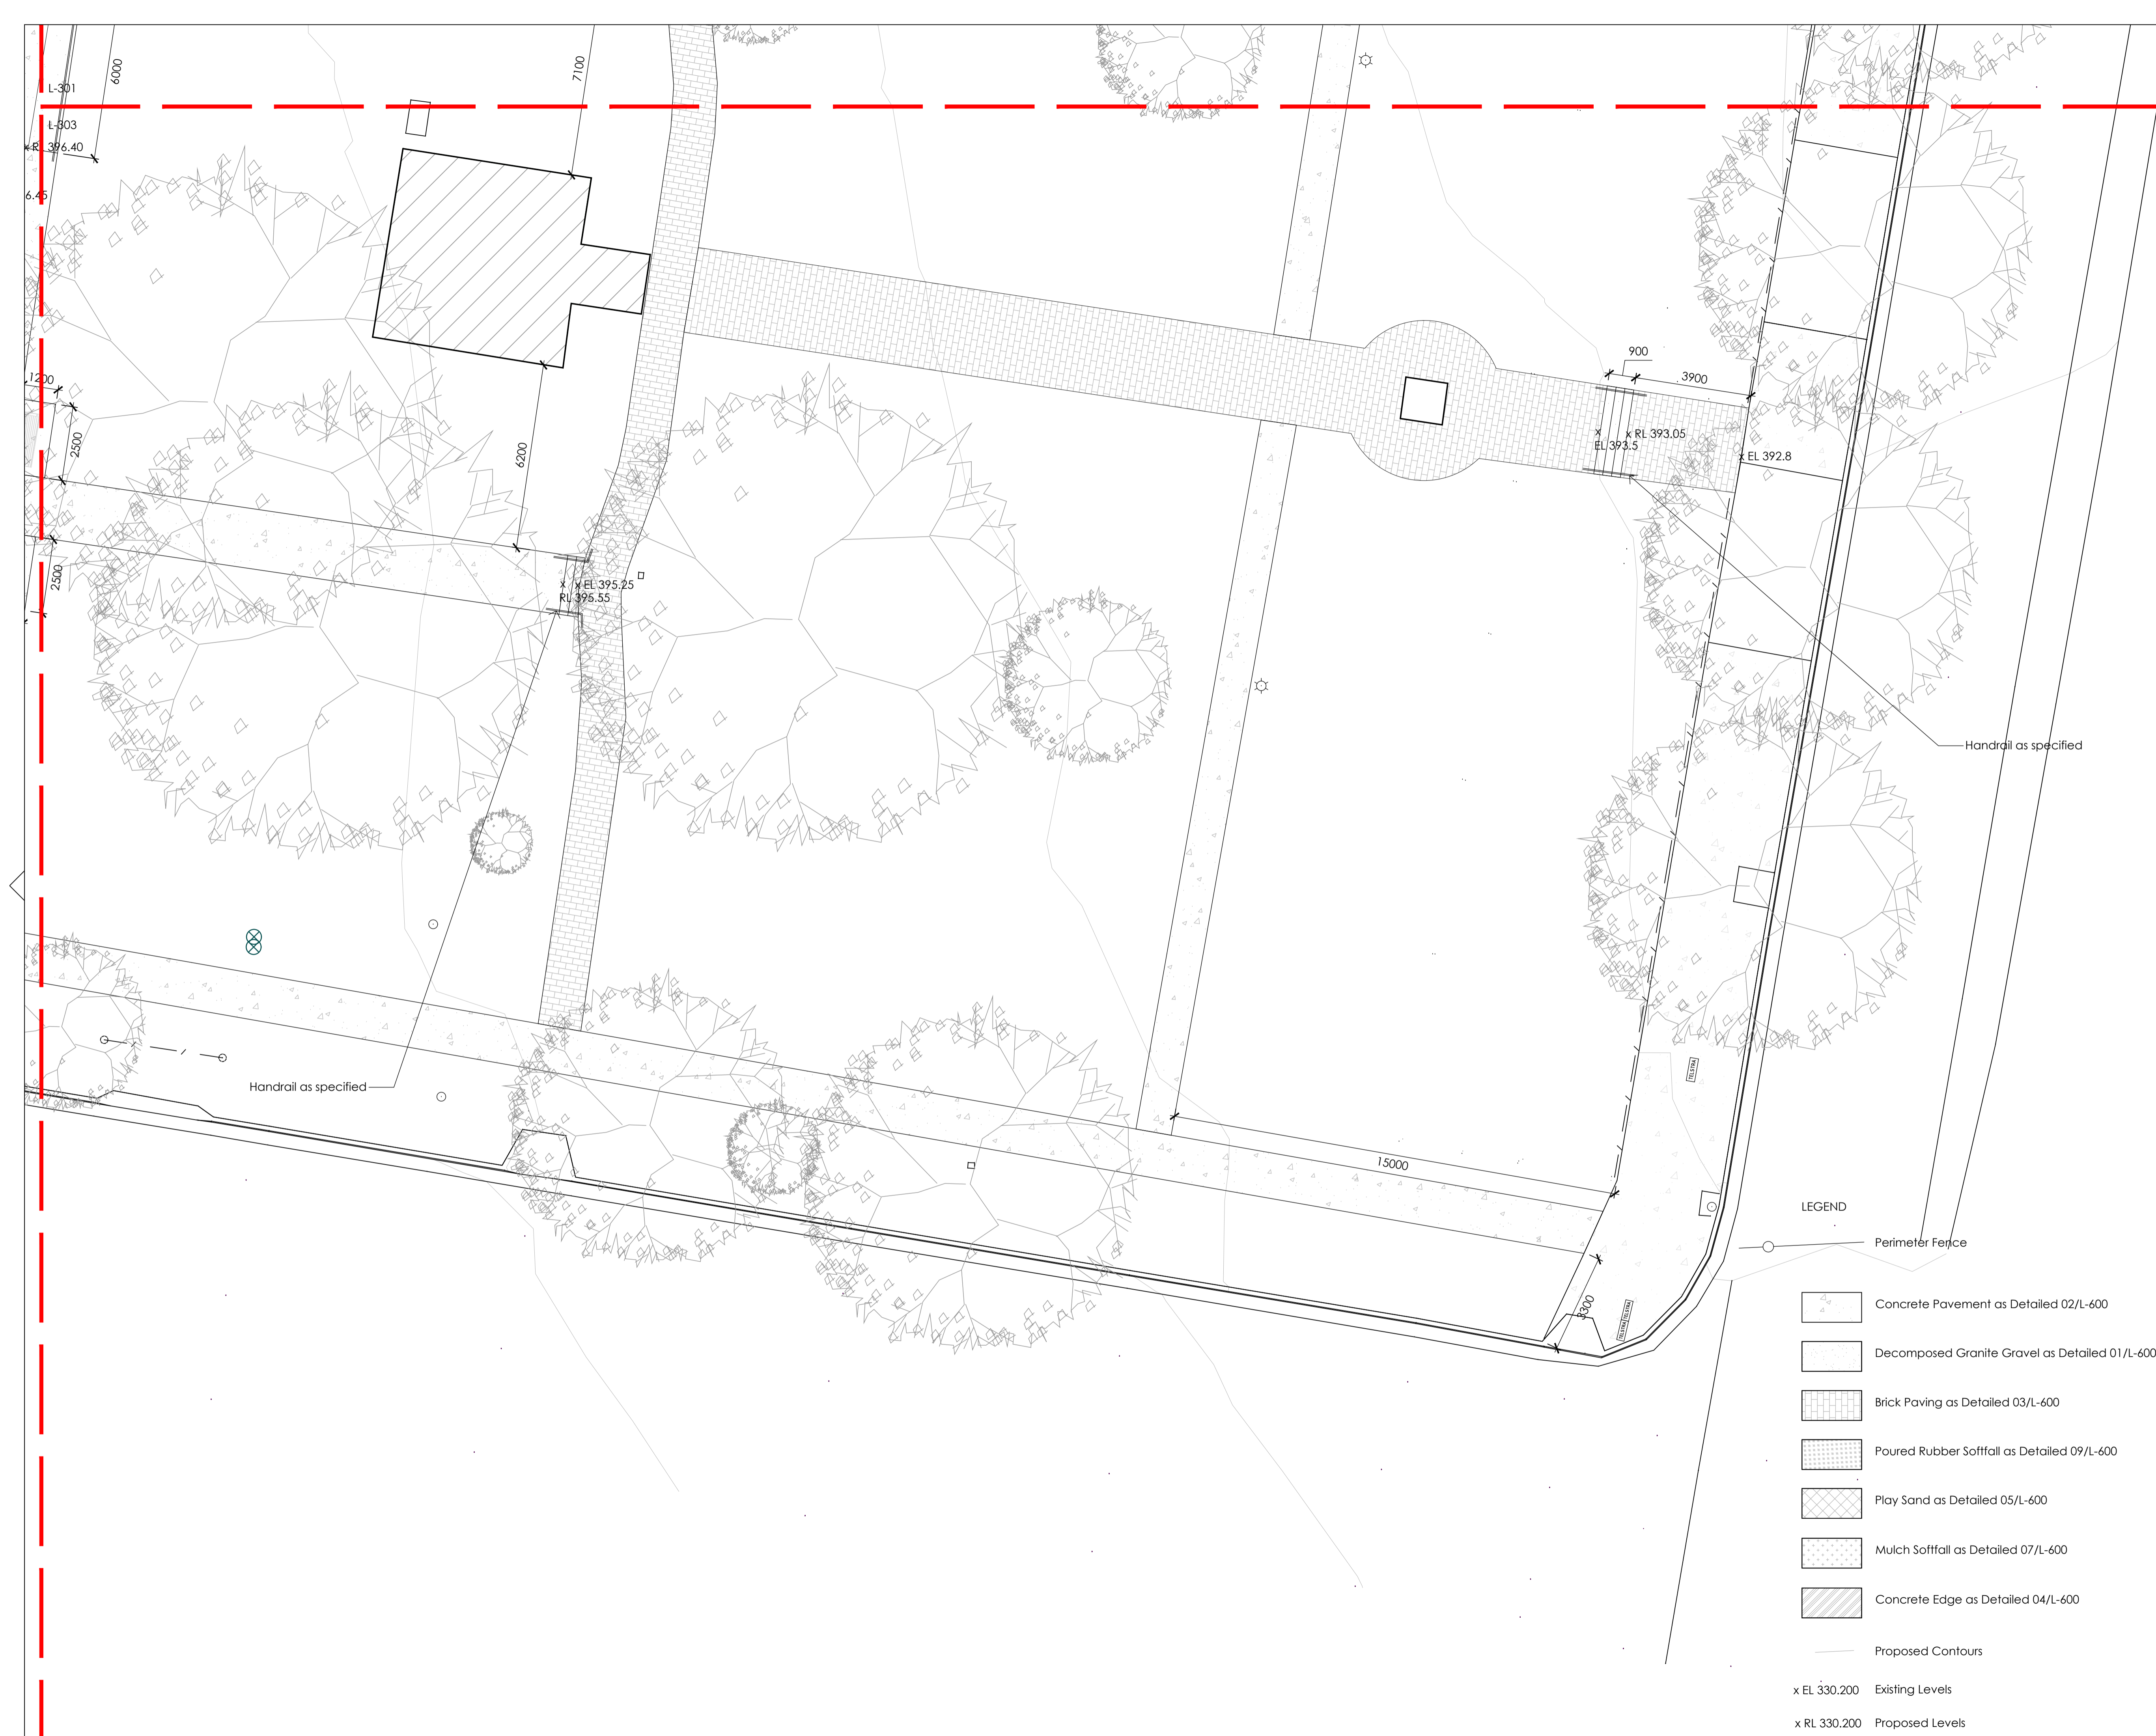 6000
7100
L-301
L-303
RL 396.40
6.45
1200
2500
2500
6200
x EL 395.25
x
RL 395.55
900
3900
x
x RL 393.05
EL 393.5
x EL 392.8
Handrail as specified
Handrail as specified
TELSTRA
15000
3300
TELSTRA
TELSTRA
LEGEND
Perimeter Fence
Concrete Pavement as Detailed 02/L-600
Decomposed Granite Gravel as Detailed 01/L-600
Brick Paving as Detailed 03/L-600
Poured Rubber Softfall as Detailed 09/L-600
Play Sand as Detailed 05/L-600
Mulch Softfall as Detailed 07/L-600
Concrete Edge as Detailed 04/L-600
Proposed Contours
x EL 330.200 Existing Levels
x RL 330.200 Proposed Levels